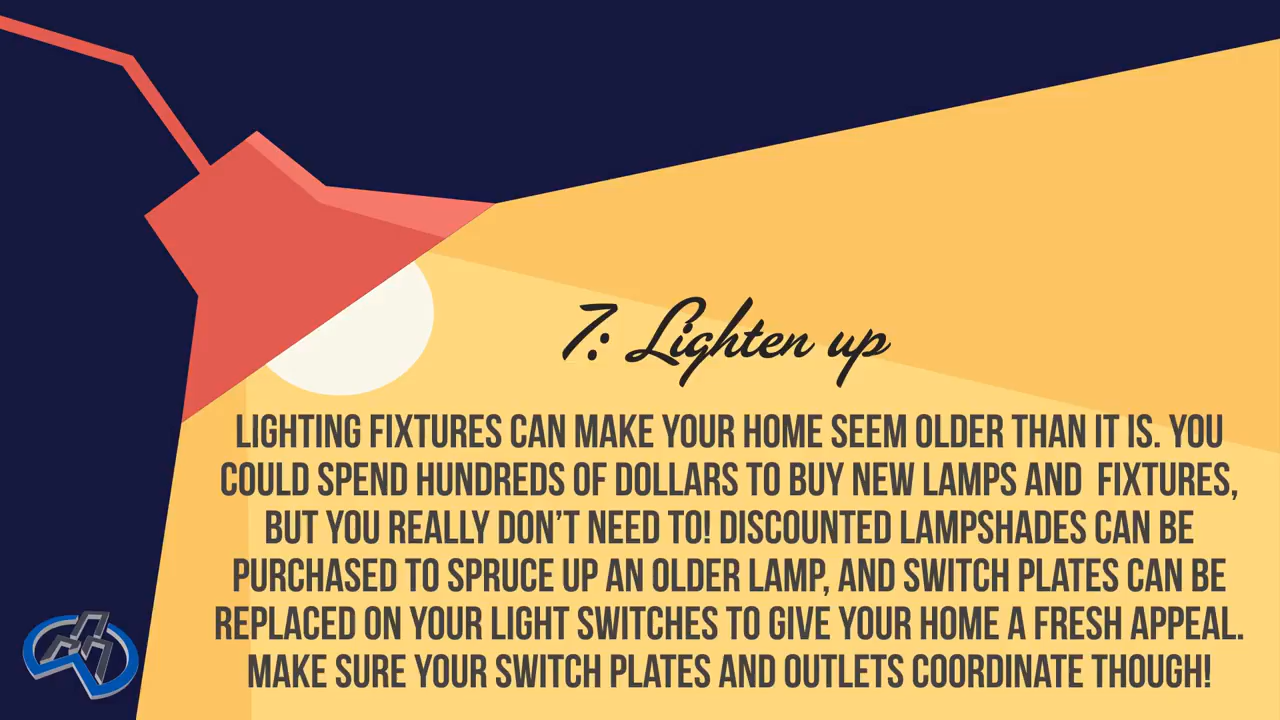 7: Lighten up
LIGHTING FIXTURES CAN MAKE YOUR HOME SEEM OLDER THAN IT IS. YOU
COULD SPEND HUNDREDS OF DOLLARS TO BUY NEW LAMPS AND FIXTURES,
BUT YOU REALLY DON'T NEED TO! DISCOUNTED LAMPSHADES CAN BE
PURCHASED TO SPRUCE UP AN OLDER LAMP, AND SWITCH PLATES CAN BE
REPLACED ON YOUR LIGHT SWITCHES TO GIVE YOUR HOME A FRESH APPEAL.
MAKE SURE YOUR SWITCH PLATES AND OUTLETS COORDINATE THOUGH!